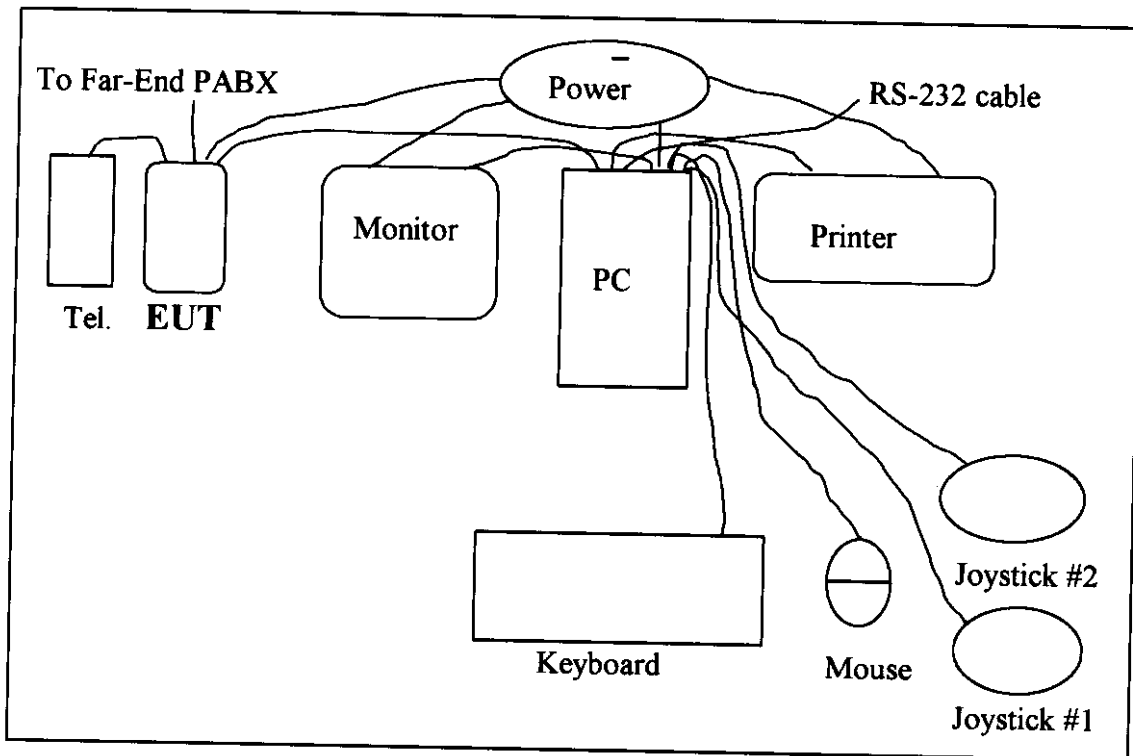 To Far-End PABX
Power
RS-232 cable
Monitor
Printer
PC
Tel.
EUT
Joystick #2
Keyboard
Mouse
Joystick #1